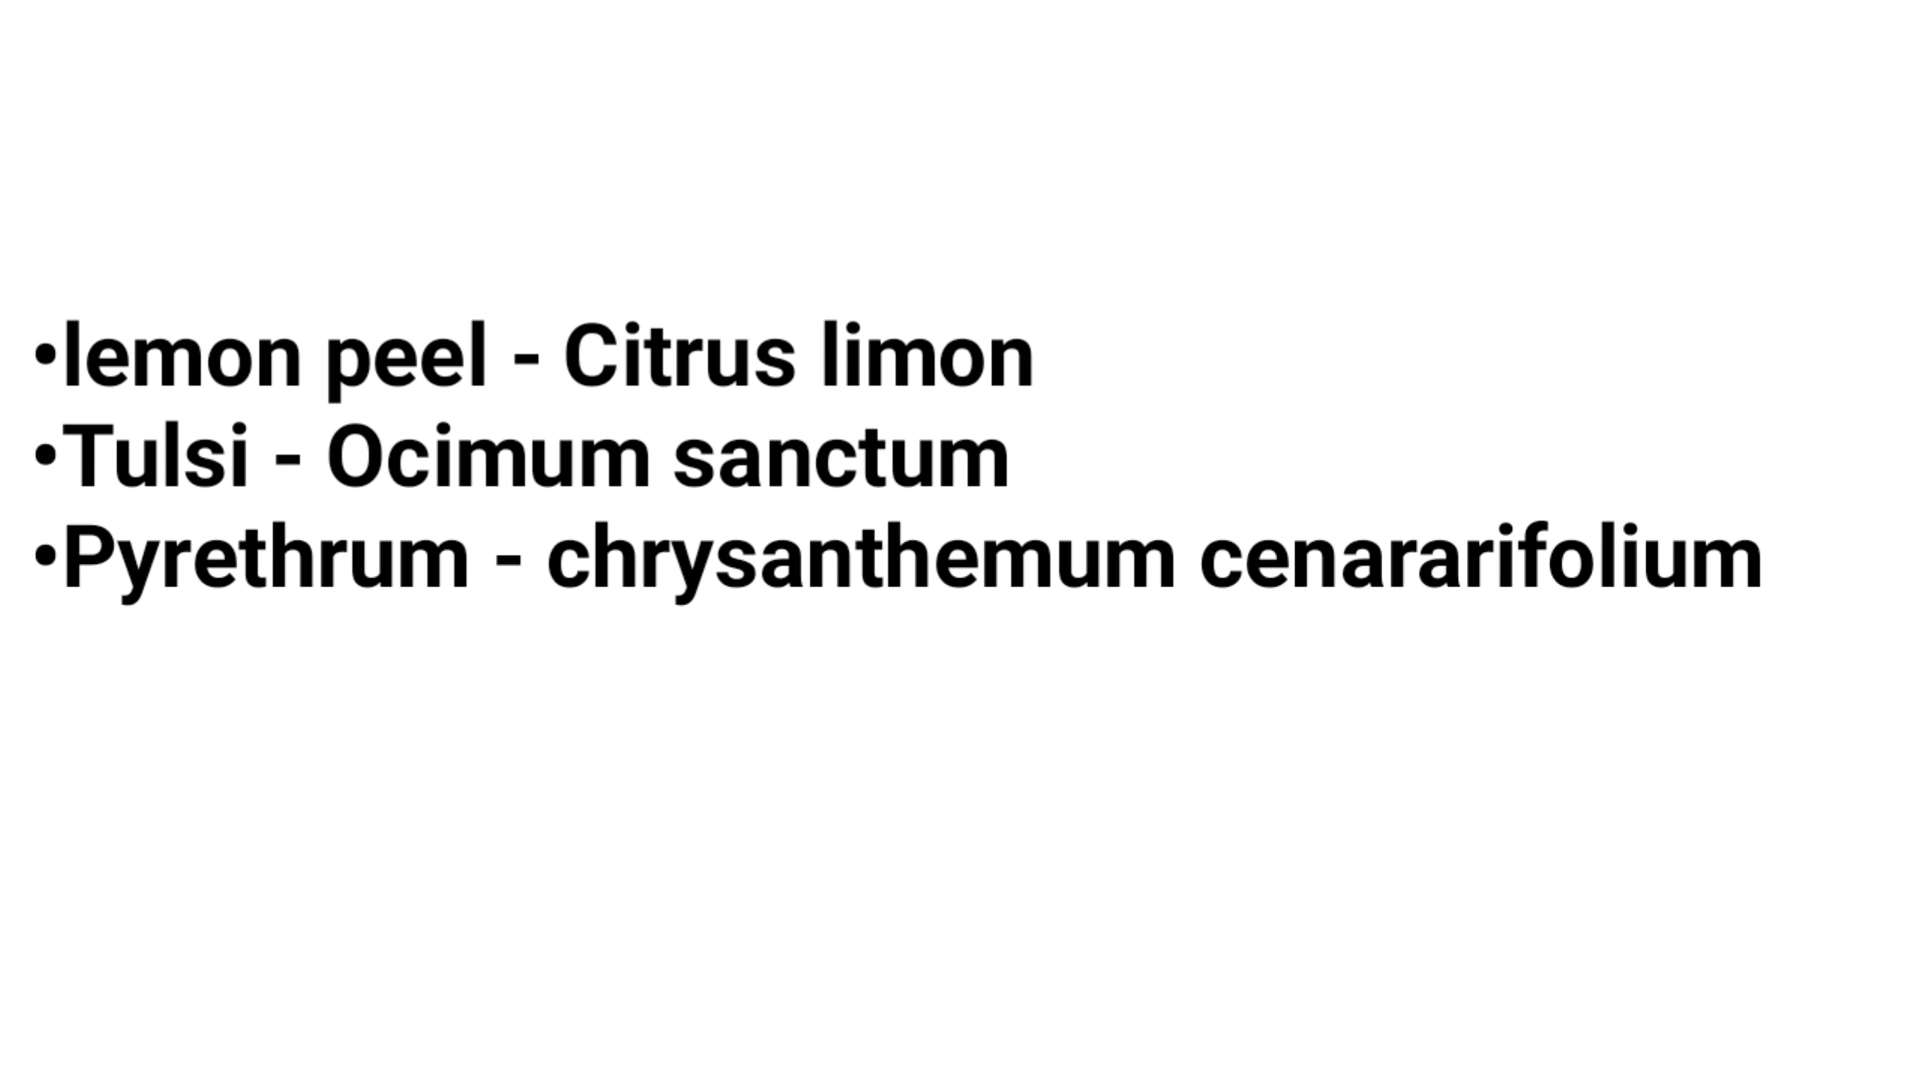 •lemon peel - Citrus limon
•Tulsi - Ocimum sanctum
•Pyrethrum - chrysanthemum cenararifolium